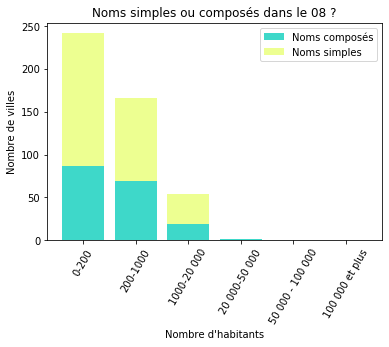 Noms simples ou composés dans le 08 ?
Noms composés
Noms simples
Nombre de villes
250
200
150
100
50
0
0-200
200-1000
1000-20 000
20 000-50 000
50 000 - 100 000
100 000 et plus
Nombre d'habitants